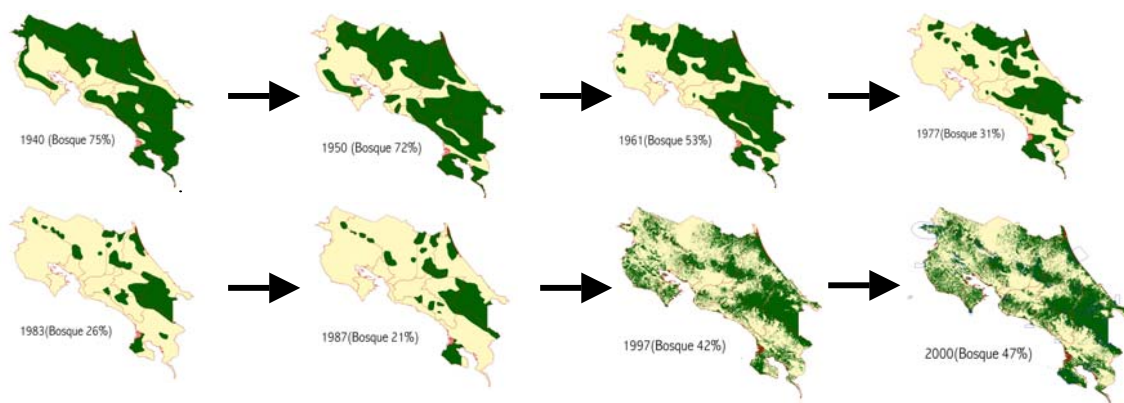 1940 (Bosque 75%)
1950 (Bosque 72%)
1961(Bosque 53%)
1977(Bosque 31%)
1983(Bosque 26%)
1987(Bosque 21%)
1997(Bosque 42%)
2000(Bosque 47%)